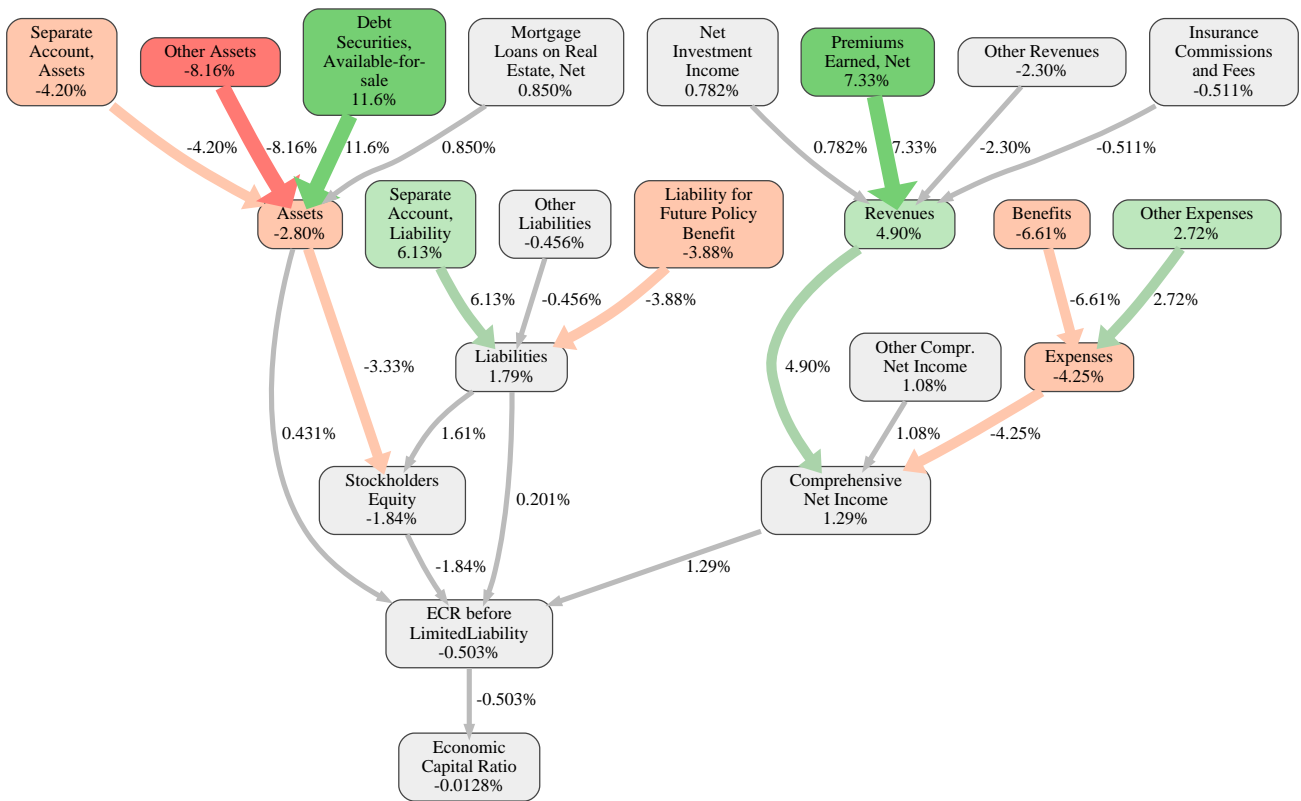 Separate
Account,
Assets
-4.20%
Other Assets
-8.16%
Debt
Securities,
Available-for-
sale
11.6%
Mortgage
Loans on Real
Estate, Net
0.850%
Net
Investment
Income
0.782%
Premiums
Earned, Net
7.33%
Other Revenues
-2.30%
Insurance
Commissions
and Fees
-0.511%
-4.20%
-8.16%
11.6%
0.850%
0.782%
7.33%
-2.30%
-0.511%
Assets
-2.80%
Separate
Account,
Liability
6.13%
Other
Liabilities
-0.456%
Liability for
Future Policy
Benefit
-3.88%
Revenues
4.90%
Benefits
-6.61%
Other Expenses
2.72%
6.13%
-0.456%
-3.88%
-6.61%
2.72%
Liabilities
1.79%
-3.33%
4.90%
Other Compr.
Net Income
1.08%
Expenses
-4.25%
0.431%
1.61%
1.08%
-4.25%
Stockholders
Equity
-1.84%
0.201%
Comprehensive
Net Income
1.29%
-1.84%
1.29%
ECR before
LimitedLiability
-0.503%
-0.503%
Economic
Capital Ratio
-0.0128%